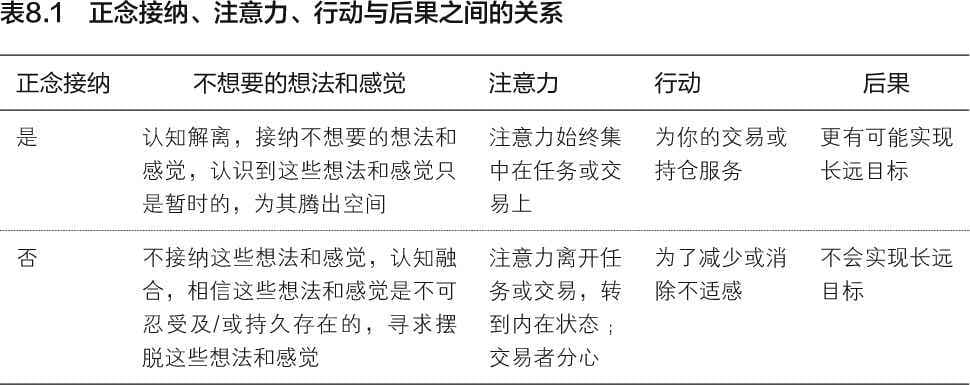 表8.1 正念接纳、注意力、行动与后果之间的关系
正念接纳 不想要的想法和感觉 注意力 行动 后果
是 认知解离，接纳不想要的想法和 注意力始终集 为你的交易或 更有可能实现
感觉，认识到这些想法和感觉只 中在任务或交 持仓服务 长远目标
是暂时的，为其腾出空间 易上
否 不接纳这些想法和感觉，认知融 注意力离开任 为了减少或消 不会实现长远
合，相信这些想法和感觉是不可 务或交易，转 除不适感 目标
忍受及/或持久存在的，寻求摆 到内在状态；
脱这些想法和感觉 交易者分心